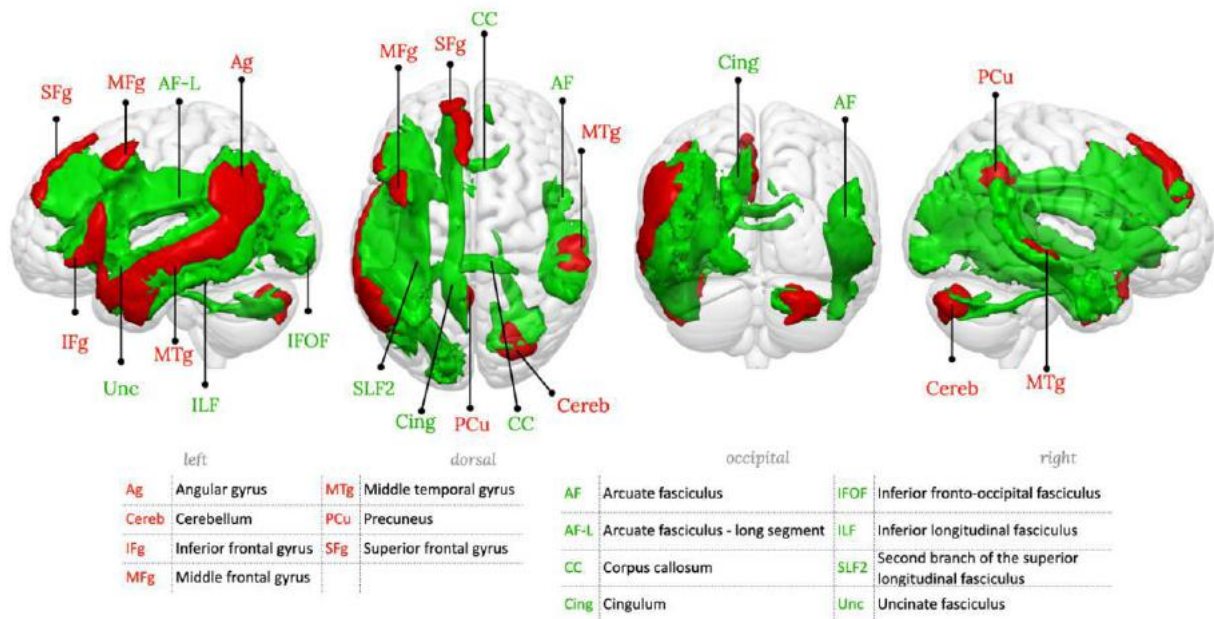 CC
SFg
MFg
Ag
MFg
AF-L
SFg
AF
MTg
Cing
AF
PCu
IFg
MTg
IFOF
Unc
ILF
SLF2
Cing
PCu
CC
Cereb
Cereb
MTg
left
dorsal
occipital
right
Ag Angular gyrus MTg Middle temporal gyrus
Cereb Cerebellum PCu Precuneus
IFg Inferior frontal gyrus SFg Superior frontal gyrus
MFg Middle frontal gyrus
AF Arcuate fasciculus IFOF Inferior fronto-occipital fasciculus
AF-L Arcuate fasciculus - long segment ILF Inferior longitudinal fasciculus
CC Corpus callosum SLF2 Second branch of the superior
longitudinal fasciculus
Cing Cingulum Unc Uncinate fasciculus